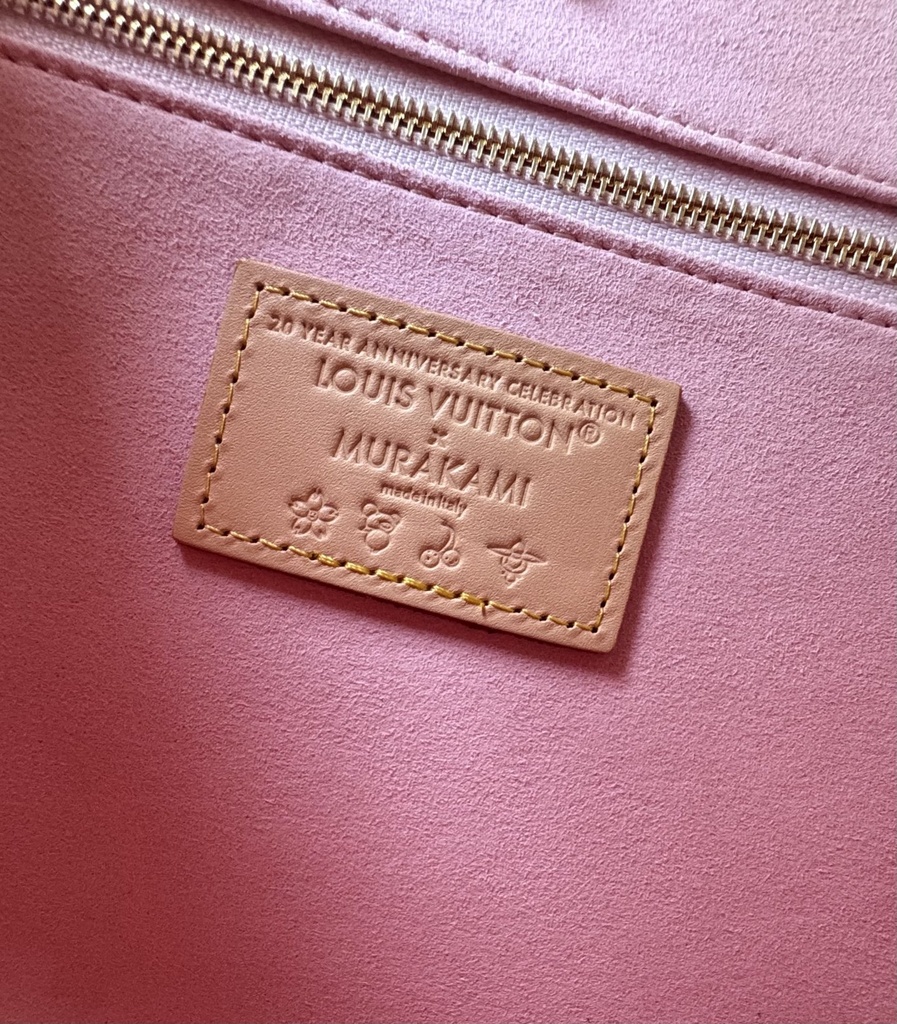 20 YEAR ANNIVERSARY CELEBRATION
LOUIS VUITTON®
×
MURAKAMI
made in Italy